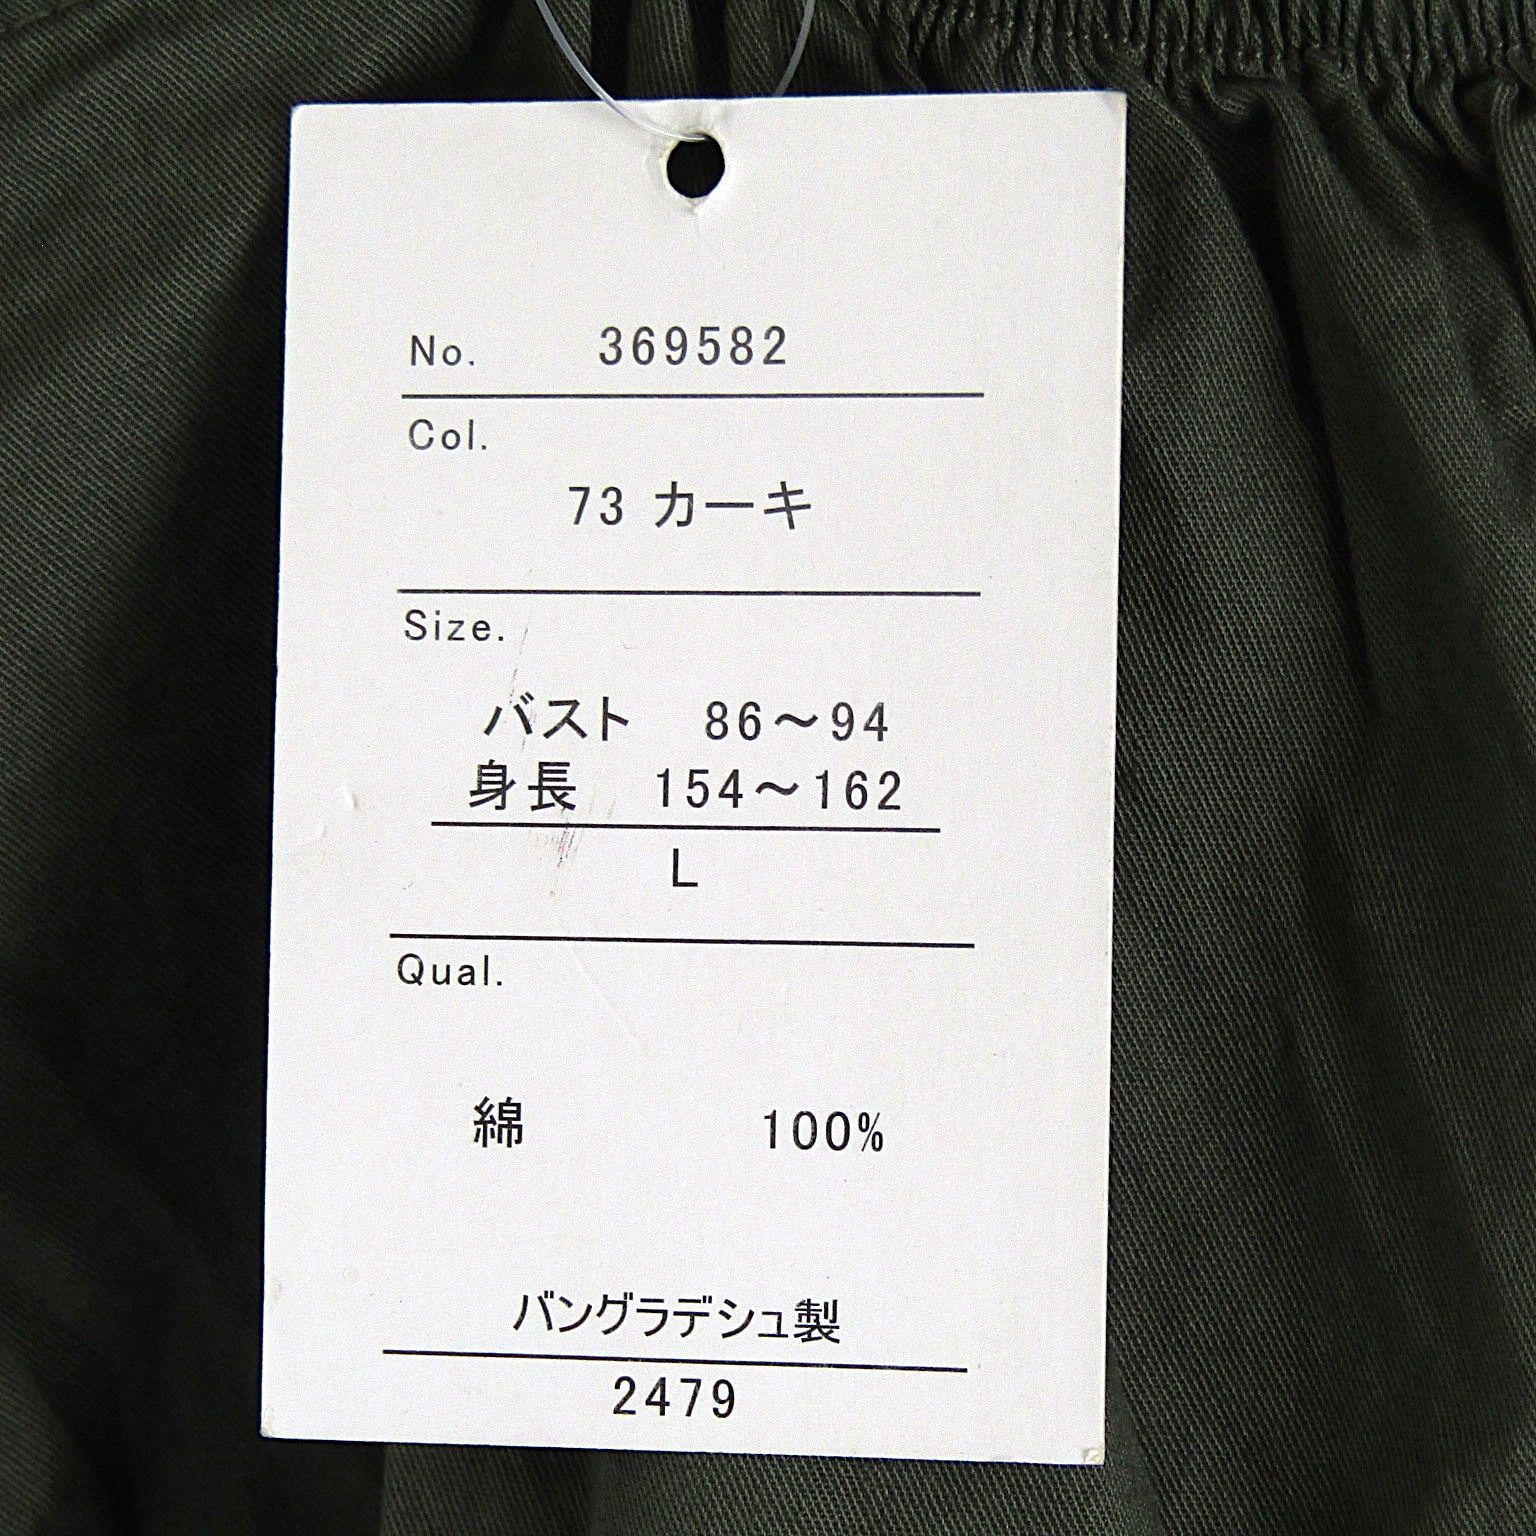 No. 369582
Col.
73 カーキ
Size.
バスト 86～94
身長 154～162
L
Qual.
綿 100%
バングラデシュ製
2479